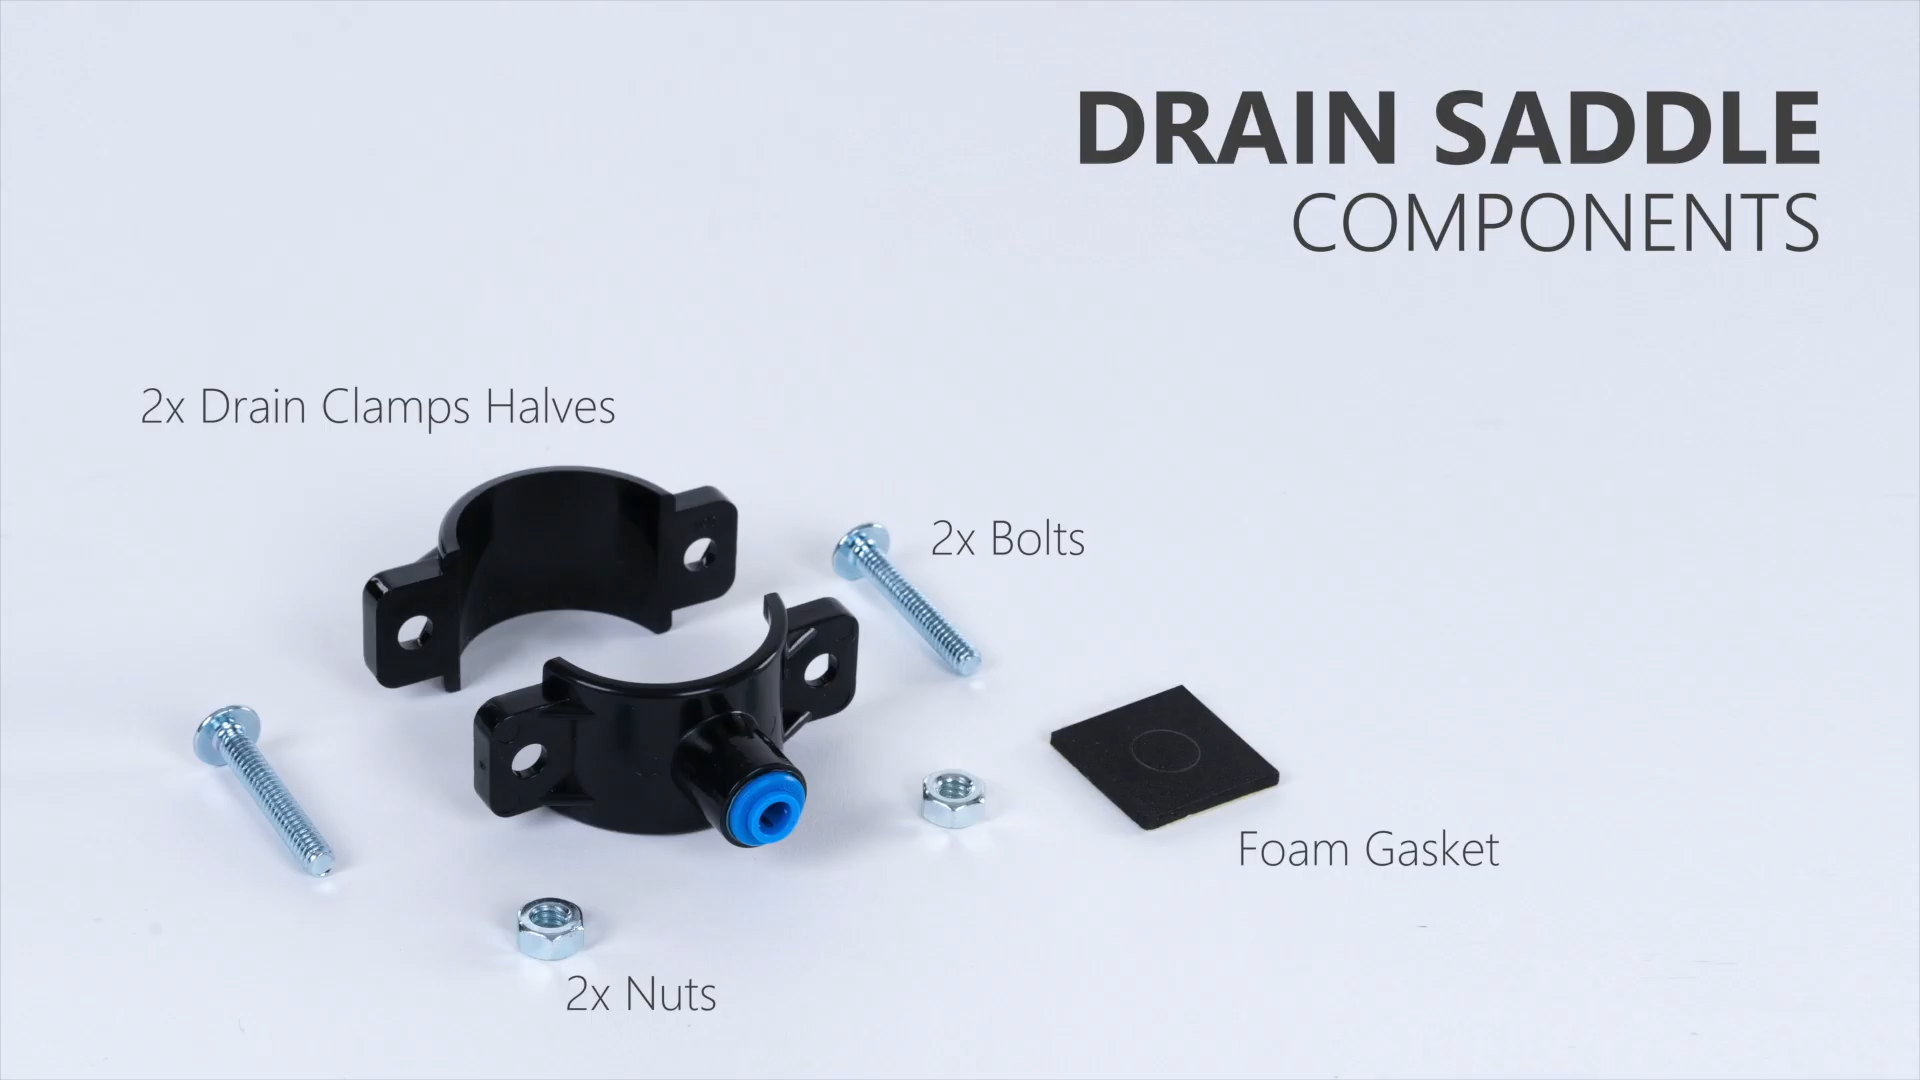 DRAIN SADDLE
COMPONENTS
2x Drain Clamps Halves
2x Bolts
Foam Gasket
2x Nuts